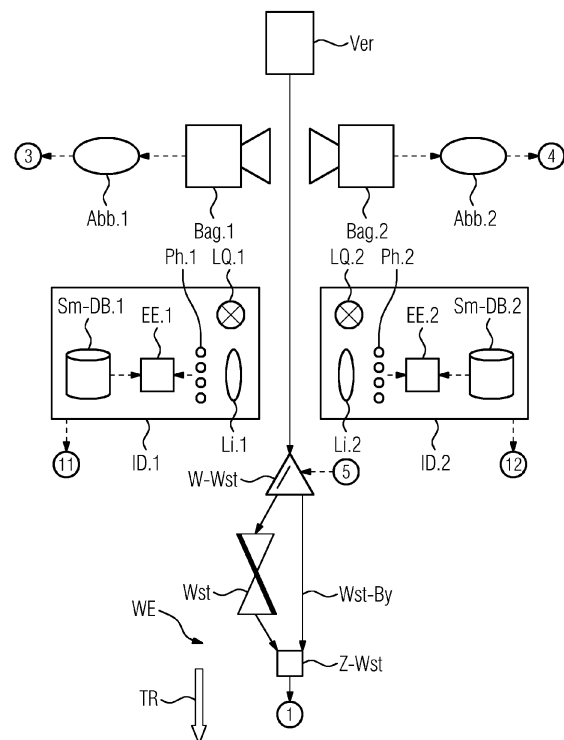 Ver
3
4
Abb.1
Abb.2
Bag.1
Bag.2
Ph.1
LQ.1
LQ.2
Ph.2
Sm-DB.1
EE.1
EE.2
Sm-DB.2
11
ID.1
Li.1
Li.2
ID.2
12
W-Wst
5
Wst
Wst-By
WE
Z-Wst
TR
1